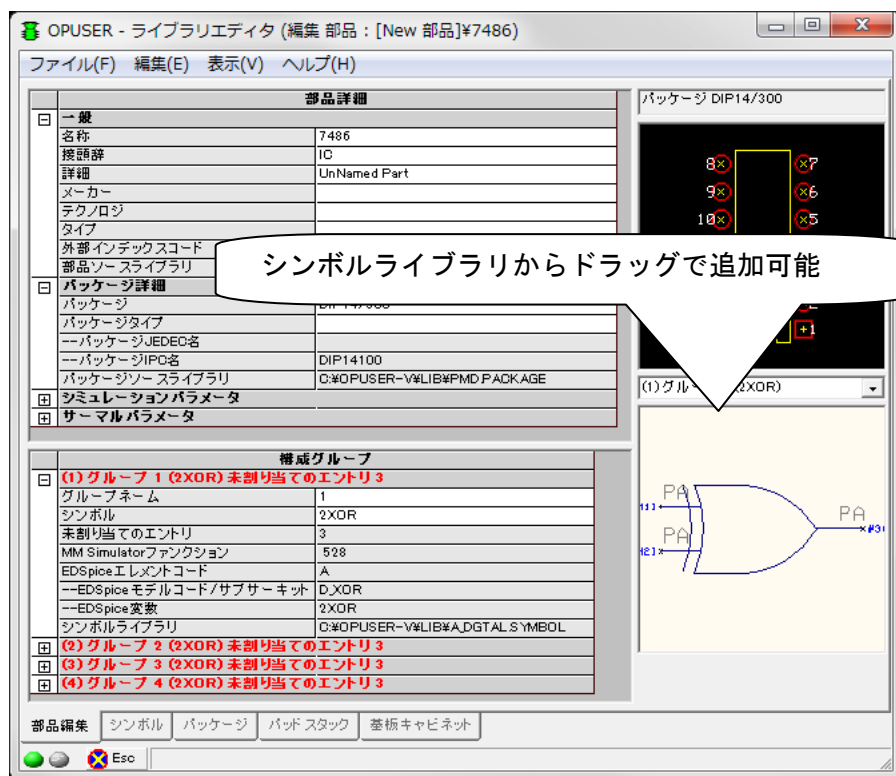 OPUSER - ライブラリエディタ (編集 部品 : [New 部品]¥7486)
ファイル(F) 編集(E) 表示(V) ヘルプ(H)
部品詳細
一般
名称 7486
接頭辞 IC
詳細 UnNamed Part
メーカー
テクノロジ
タイプ
外部インデックスコード
部品ソースライブラリ
パッケージ詳細
パッケージ
パッケージタイプ
--パッケージJEDEC名
--パッケージIPC名 DIP14100
パッケージソースライブラリ C:¥OPUSER-V¥LIB¥PMD.PACKAGE
シミュレーションパラメータ
サーマルパラメータ
パッケージ DIP14/300
8 7
9 6
10 5
1
シンボルライブラリからドラッグで追加可能
(1)グル (2XOR)
PA
PA
PA
構成グループ
(1) グループ 1 (2XOR) 未割り当てのエントリ 3
グループネーム 1
シンボル 2XOR
未割り当てのエントリ 3
MM Simulatorファンクション 528
EDSpiceエレメントコード A
--EDSpiceモデルコード/サブサーキット D_XOR
--EDSpice変数 2XOR
シンボルライブラリ C:¥OPUSER-V¥LIB¥A_DGTAL.SYMBOL
(2) グループ 2 (2XOR) 未割り当てのエントリ 3
(3) グループ 3 (2XOR) 未割り当てのエントリ 3
(4) グループ 4 (2XOR) 未割り当てのエントリ 3
部品編集 シンボル パッケージ パッドスタック 基板キャビネット
Esc